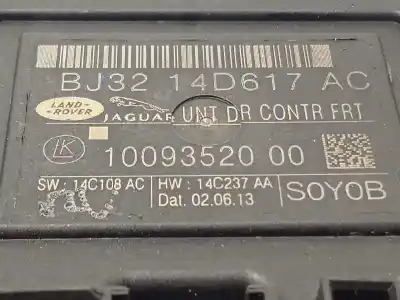 BJ32 14D617 AC
LAND-ROVER JAGUAR UNT DR CONTR FRT
LK 10093520 00
SW : 14C108 AC HW : 14C237 AA SOYOB
Dat. 02.06.13